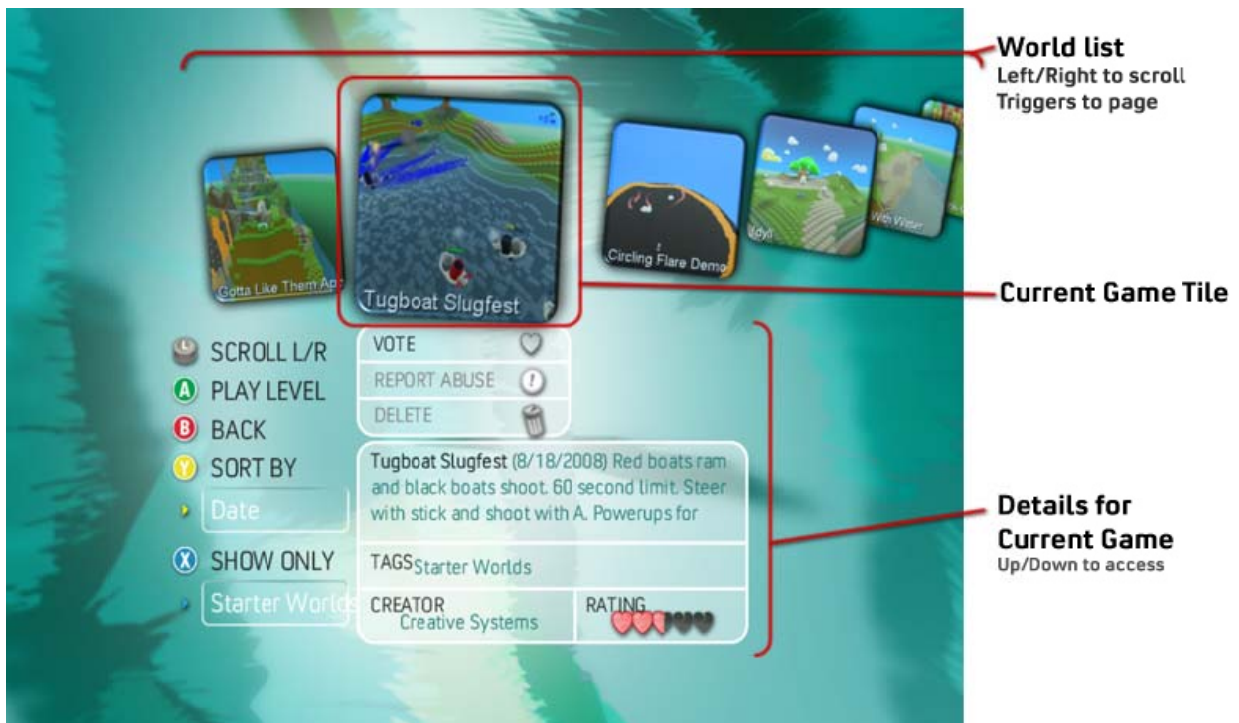 World list
Left/Right to scroll
Triggers to page
Gotta Like Them App
Tugboat Slugfest
Circling Flare Demo
Idyll
With Water
Current Game Tile
SCROLL L/R
PLAY LEVEL
BACK
SORT BY
Date
SHOW ONLY
Starter Worlds
VOTE
REPORT ABUSE
DELETE
Tugboat Slugfest (8/18/2008) Red boats ram
and black boats shoot. 60 second limit. Steer
with stick and shoot with A. Powerups for
TAGS Starter Worlds
CREATOR
Creative Systems
RATING
Details for
Current Game
Up/Down to access
A
B
Y
X